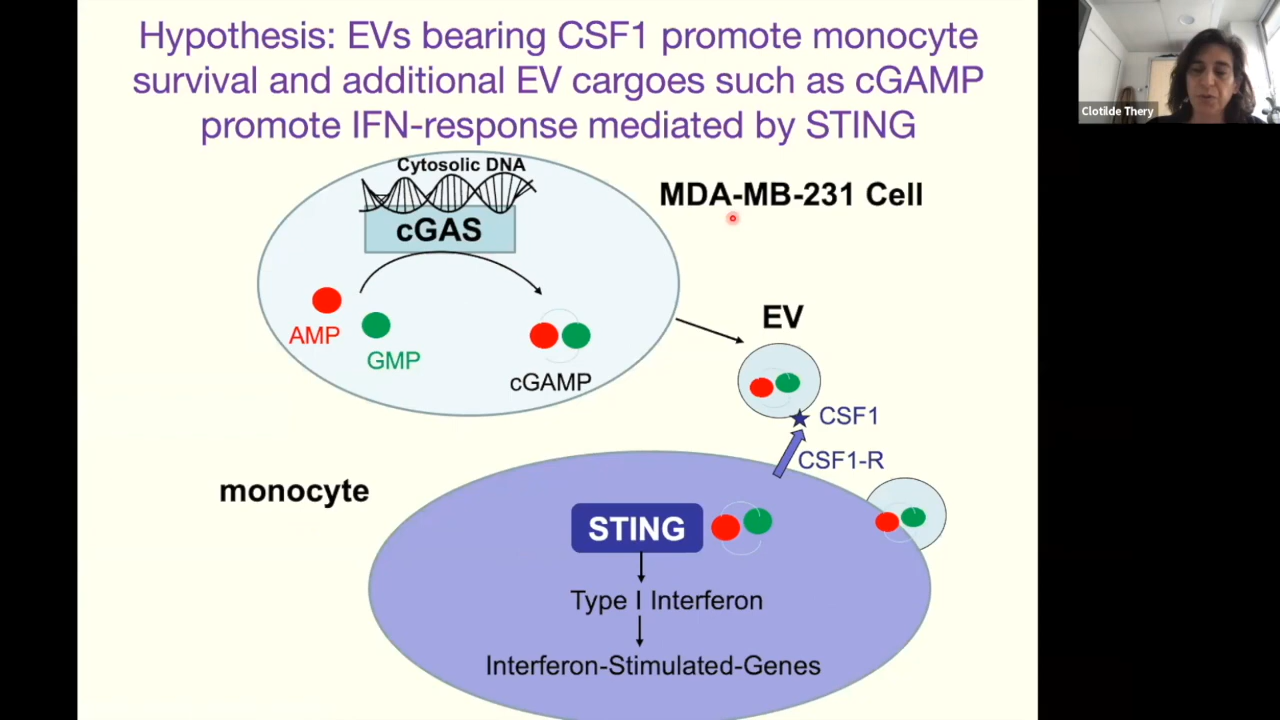 Hypothesis: EVs bearing CSF1 promote monocyte
survival and additional EV cargoes such as cGAMP
promote IFN-response mediated by STING
Clotilde Thery
Cytosolic DNA
MDA-MB-231 Cell
cGAS
AMP
GMP
cGAMP
EV
CSF1
CSF1-R
monocyte
STING
Type I Interferon
Interferon-Stimulated-Genes